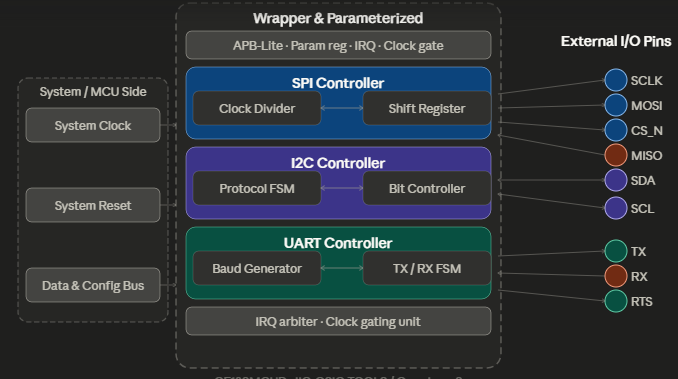 Wrapper & Parameterized
APB-Lite · Param reg · IRQ · Clock gate
External I/O Pins
SPI Controller
Clock Divider
Shift Register
SCLK
MOSI
CS_N
MISO
System / MCU Side
System Clock
System Reset
Data & Config Bus
I2C Controller
Protocol FSM
Bit Controller
SDA
SCL
UART Controller
Baud Generator
TX / RX FSM
TX
RX
RTS
IRQ arbiter · Clock gating unit